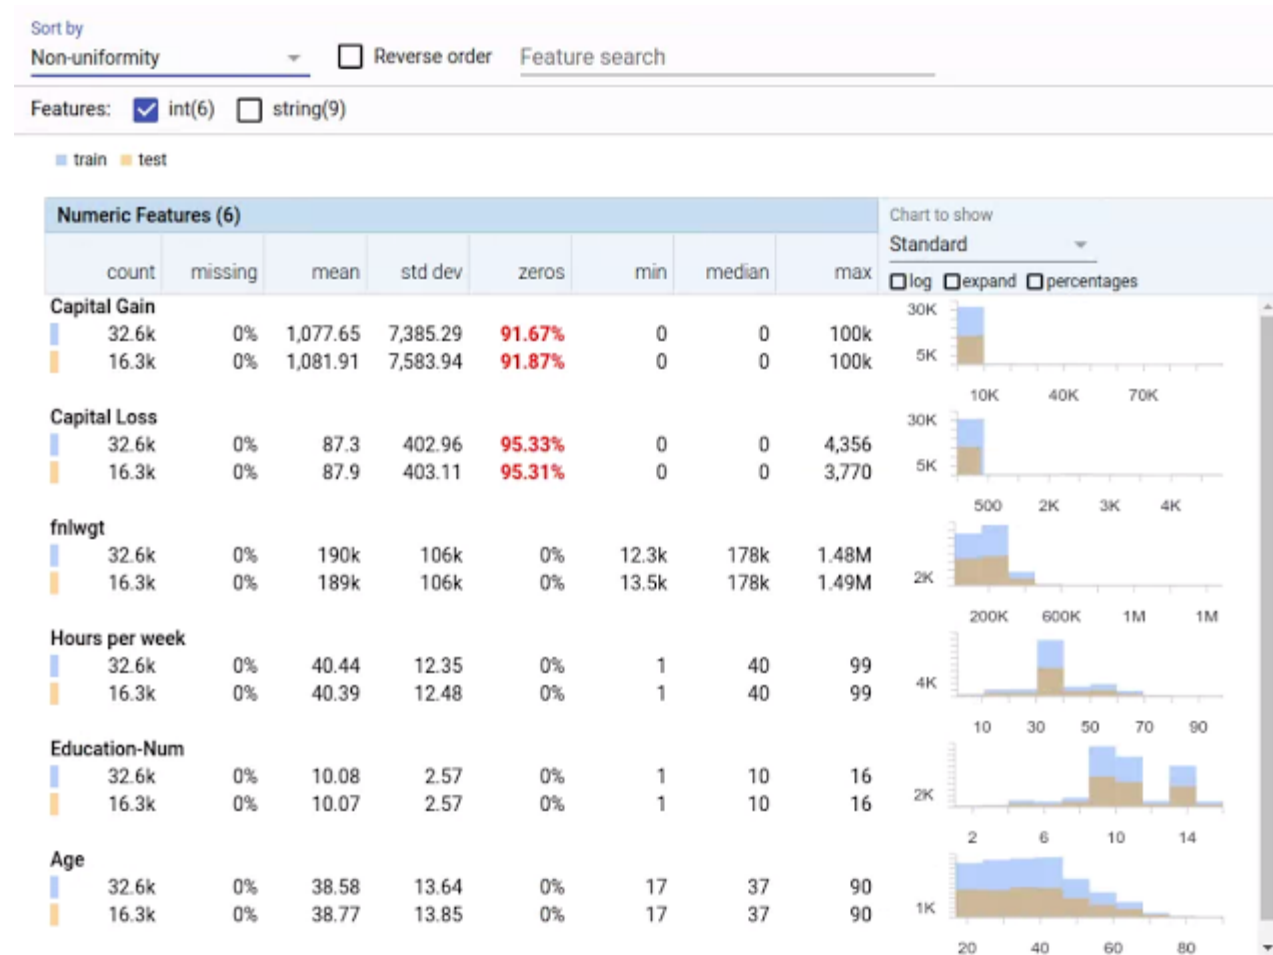 Sort by
Non-uniformity Reverse order Feature search
Features: int(6) string(9)
train test
Numeric Features (6) Chart to show
Standard
count missing mean std dev zeros min median max
log expand percentages
Capital Gain
32.6k 0% 1,077.65 7,385.29 91.67% 0 0 100k
16.3k 0% 1,081.91 7,583.94 91.87% 0 0 100k
30K
5K
10K 40K 70K
Capital Loss
32.6k 0% 87.3 402.96 95.33% 0 0 4,356
16.3k 0% 87.9 403.11 95.31% 0 0 3,770
30K
5K
500 2K 3K 4K
fnlwgt
32.6k 0% 190k 106k 0% 12.3k 178k 1.48M
16.3k 0% 189k 106k 0% 13.5k 178k 1.49M
2K
200K 600K 1M 1M
Hours per week
32.6k 0% 40.44 12.35 0% 1 40 99
16.3k 0% 40.39 12.48 0% 1 40 99
4K
10 30 50 70 90
Education-Num
32.6k 0% 10.08 2.57 0% 1 10 16
16.3k 0% 10.07 2.57 0% 1 10 16
2K
2 6 10 14
Age
32.6k 0% 38.58 13.64 0% 17 37 90
16.3k 0% 38.77 13.85 0% 17 37 90
1K
20 40 60 80